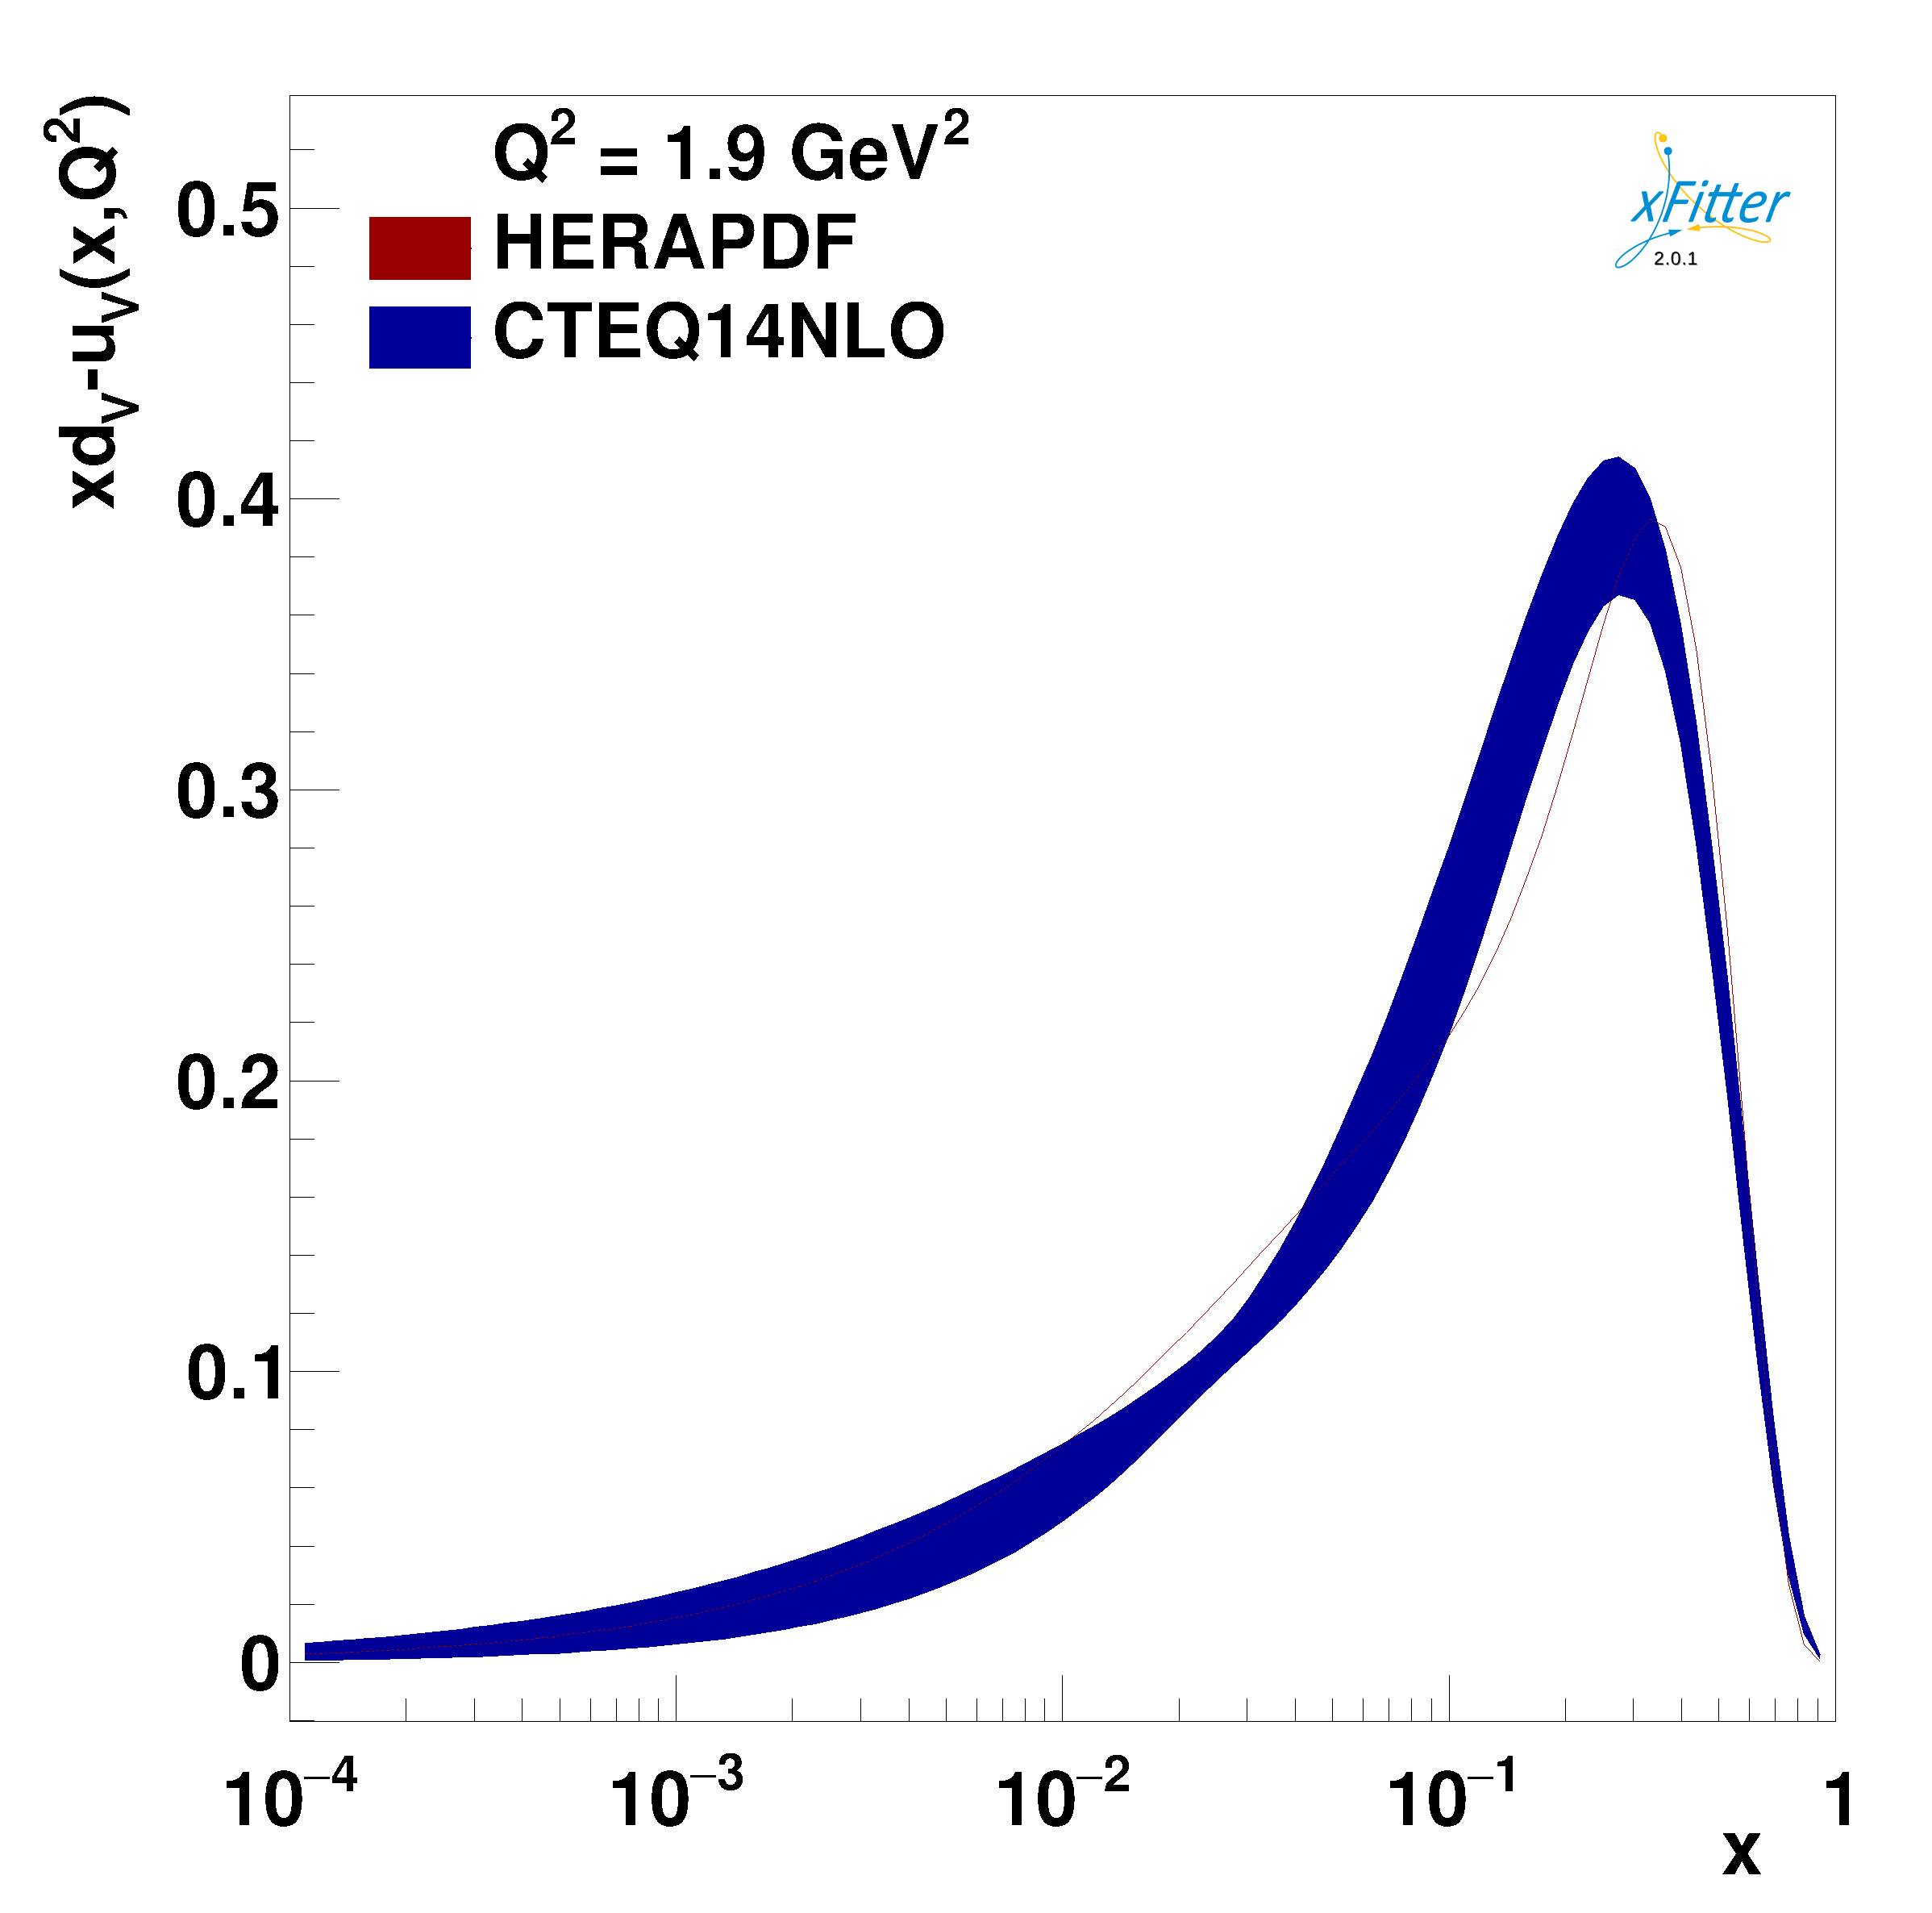 xd_V-u_V(x,Q²)
Q² = 1.9 GeV²
HERAPDF
CTEQ14NLO
xFitter
2.0.1
0.5
0.4
0.3
0.2
0.1
0
10⁻⁴ 10⁻³ 10⁻² 10⁻¹ 1
x